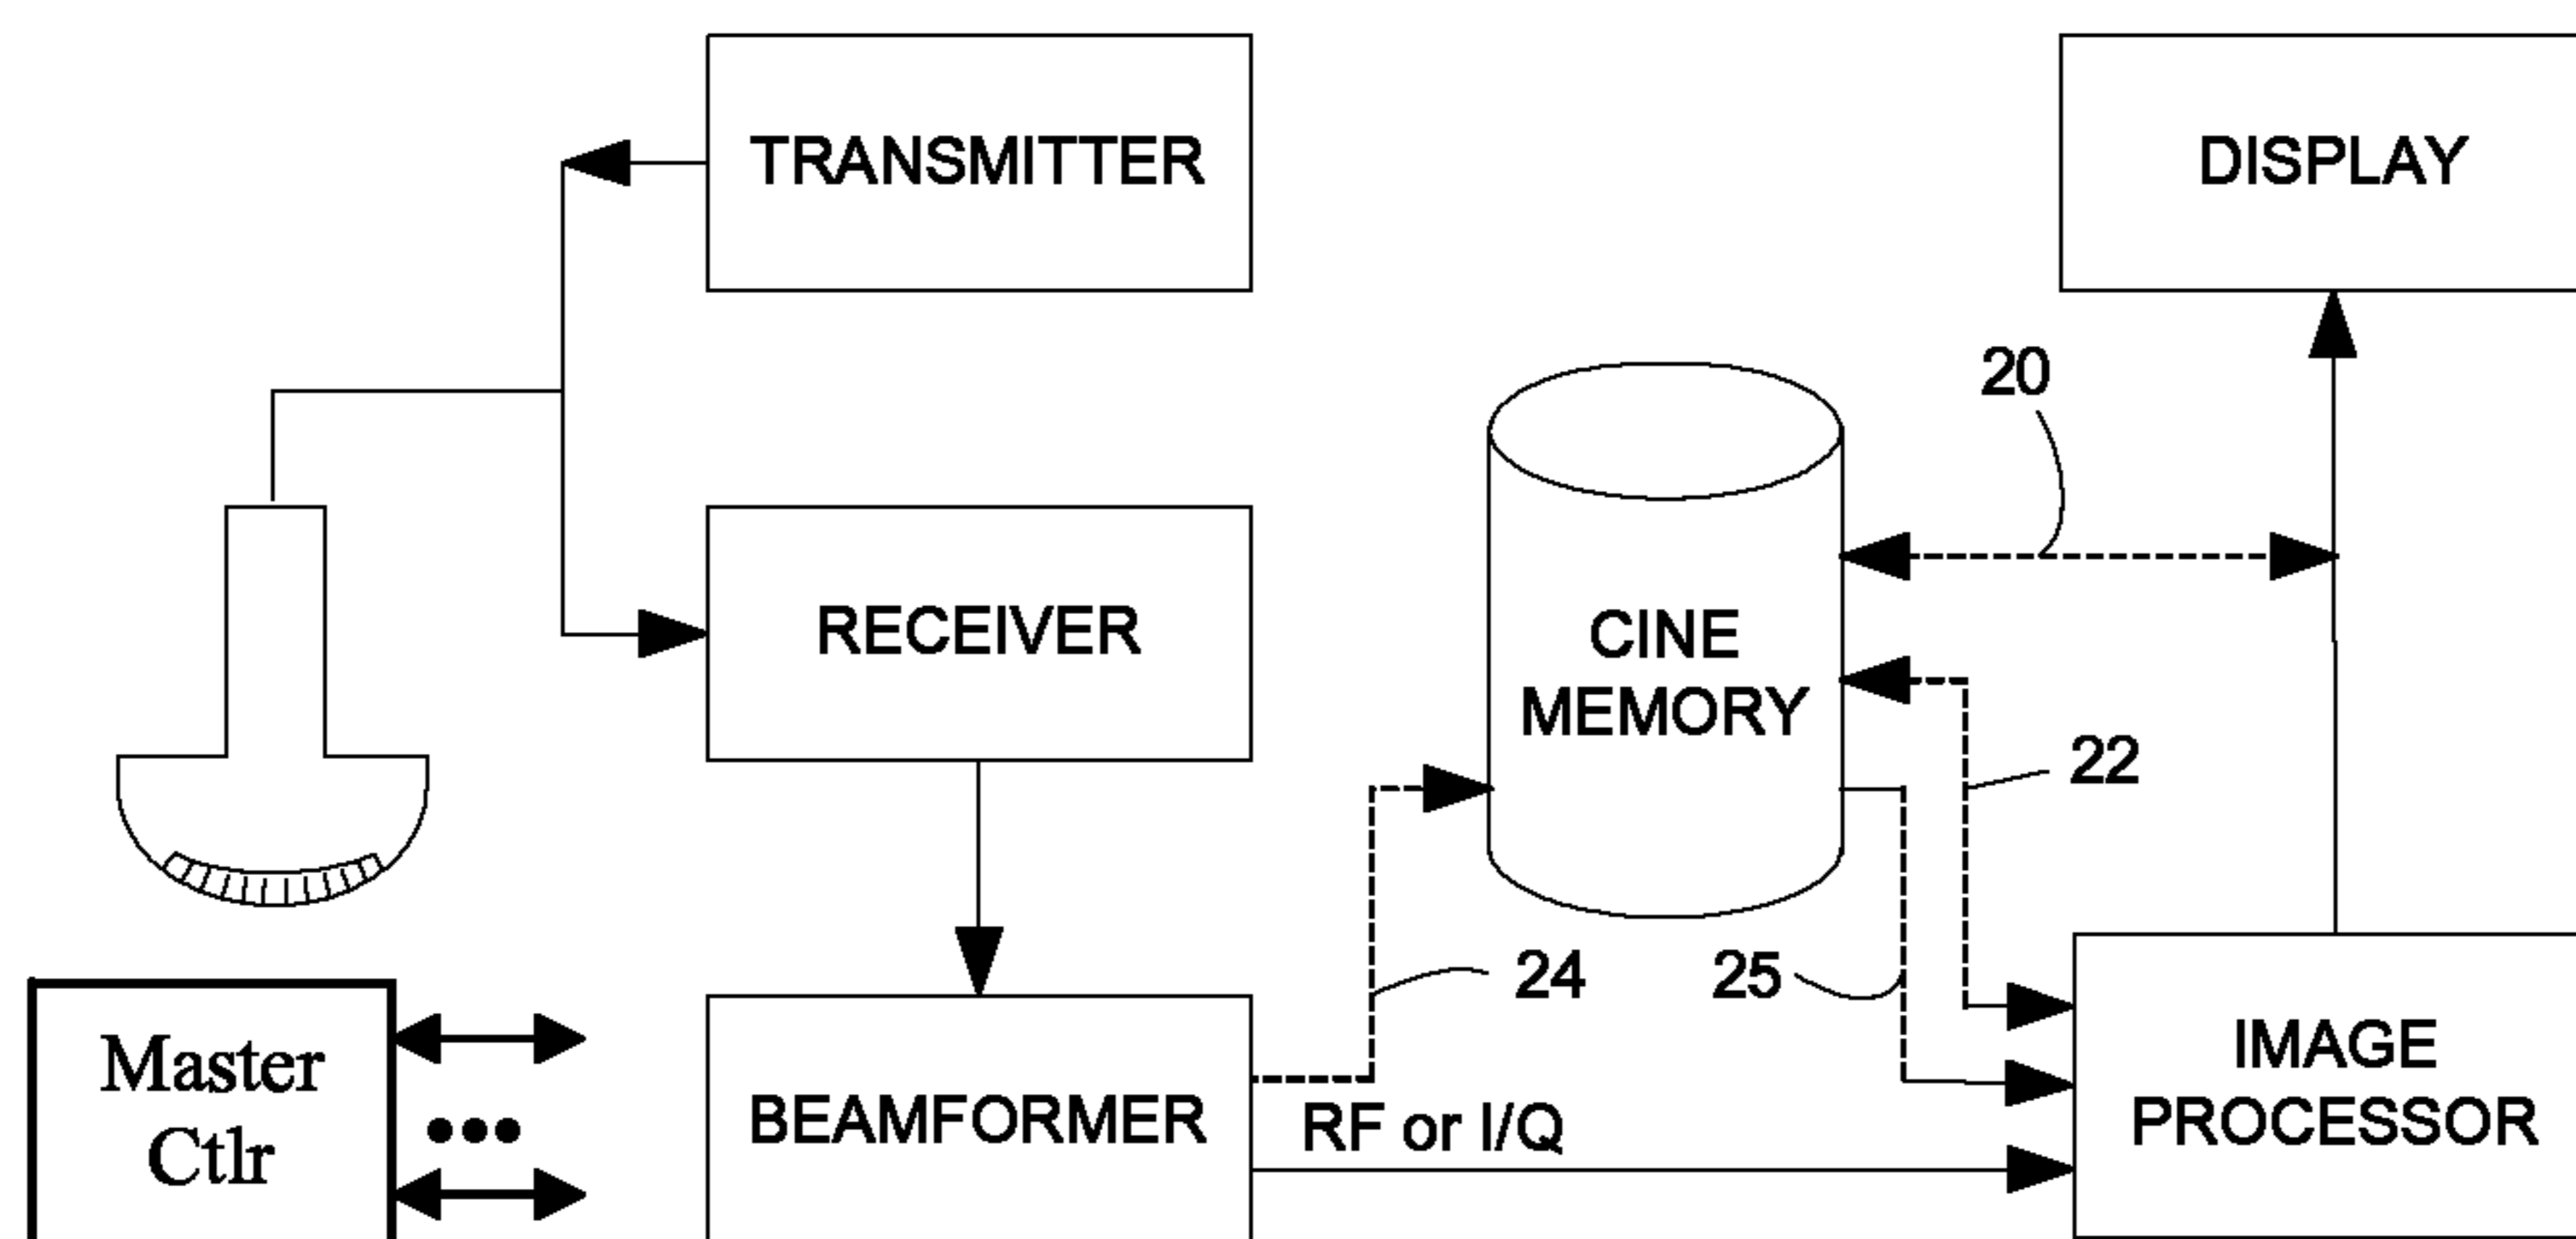 TRANSMITTER
DISPLAY
20
RECEIVER
CINE
MEMORY
22
24
25
Master
Ctlr
BEAMFORMER
RF or I/Q
IMAGE
PROCESSOR